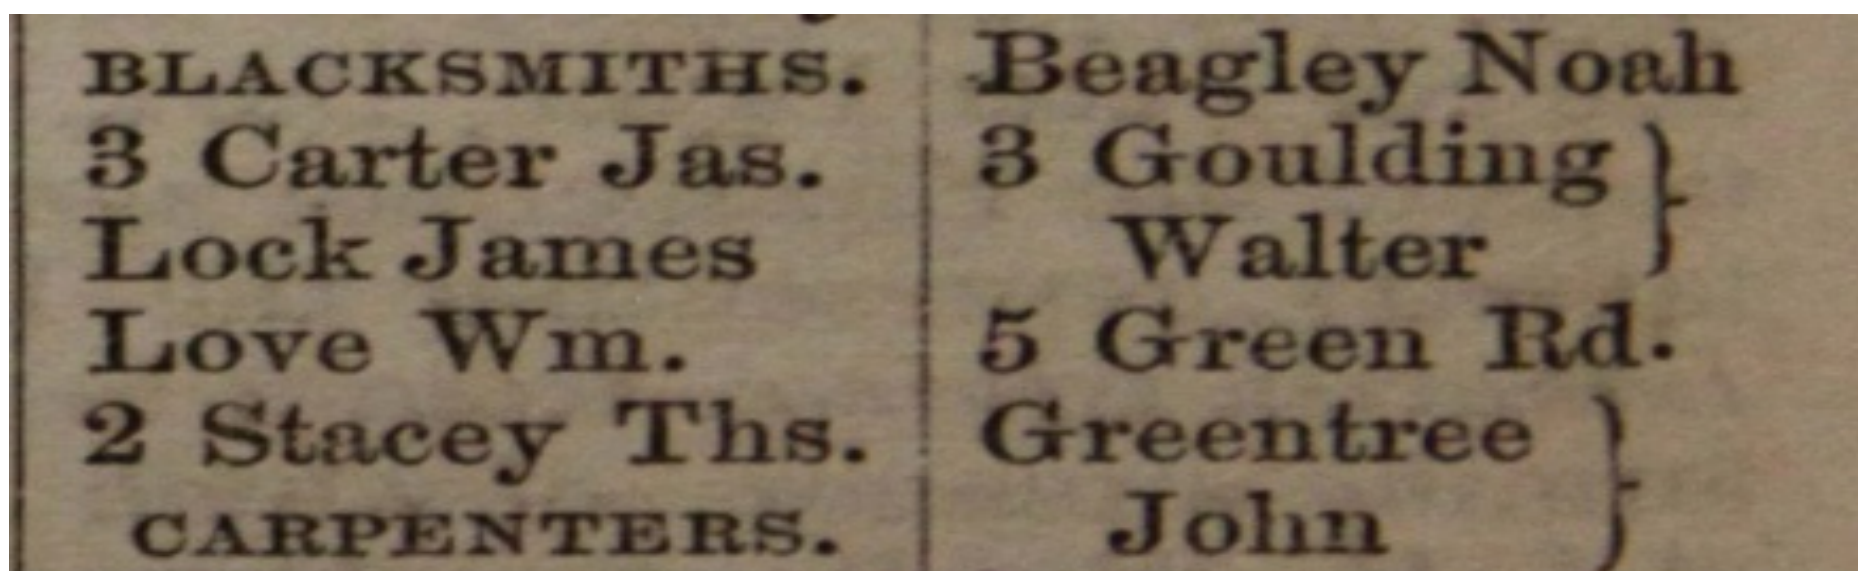 BLACKSMITHS.
3 Carter Jas.
Lock James
Love Wm.
2 Stacey Ths.
CARPENTERS.
Beagley Noah
3 Goulding
Walter
5 Green Rd.
Greentree
John